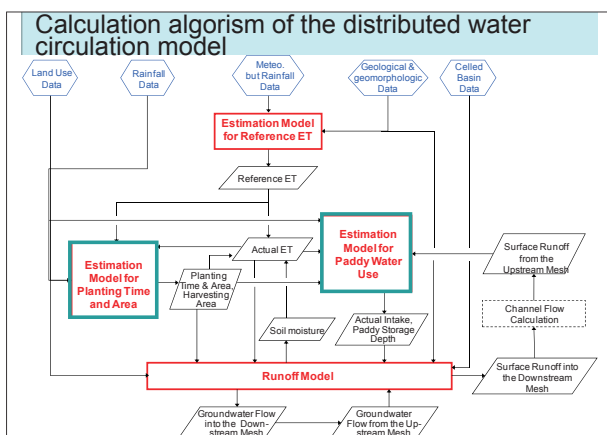 Calculation algorism of the distributed water
circulation model
Land Use
Data
Rainfall
Data
Meteo.
but Rainfall
Data
Geological &
geomorphologic
Data
Celled
Basin
Data
Estimation Model
for Reference ET
Reference ET
Estimation
Model for
Planting Time
and Area
Planting
Time & Area,
Harvesting
Area
Actual ET
Estimation
Model for
Paddy Water
Use
Surface Runoff
from the
Upstream Mesh
Soil moisture
Actual Intake,
Paddy Storage
Depth
Channel Flow
Calculation
Runoff Model
Surface Runoff into
the Downstream
Mesh
Groundwater Flow
into the Down-
stream Mesh
Groundwater
Flow from the Up-
stream Mesh